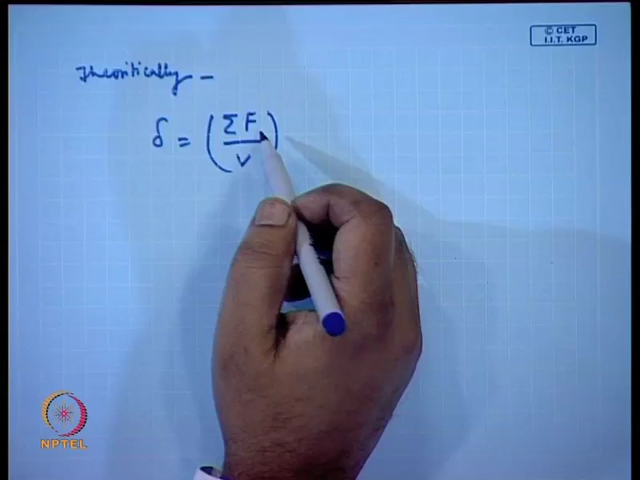 © CET
I.I.T. KGP
Theoritically –
δ = (ΣF / V)
NPTEL